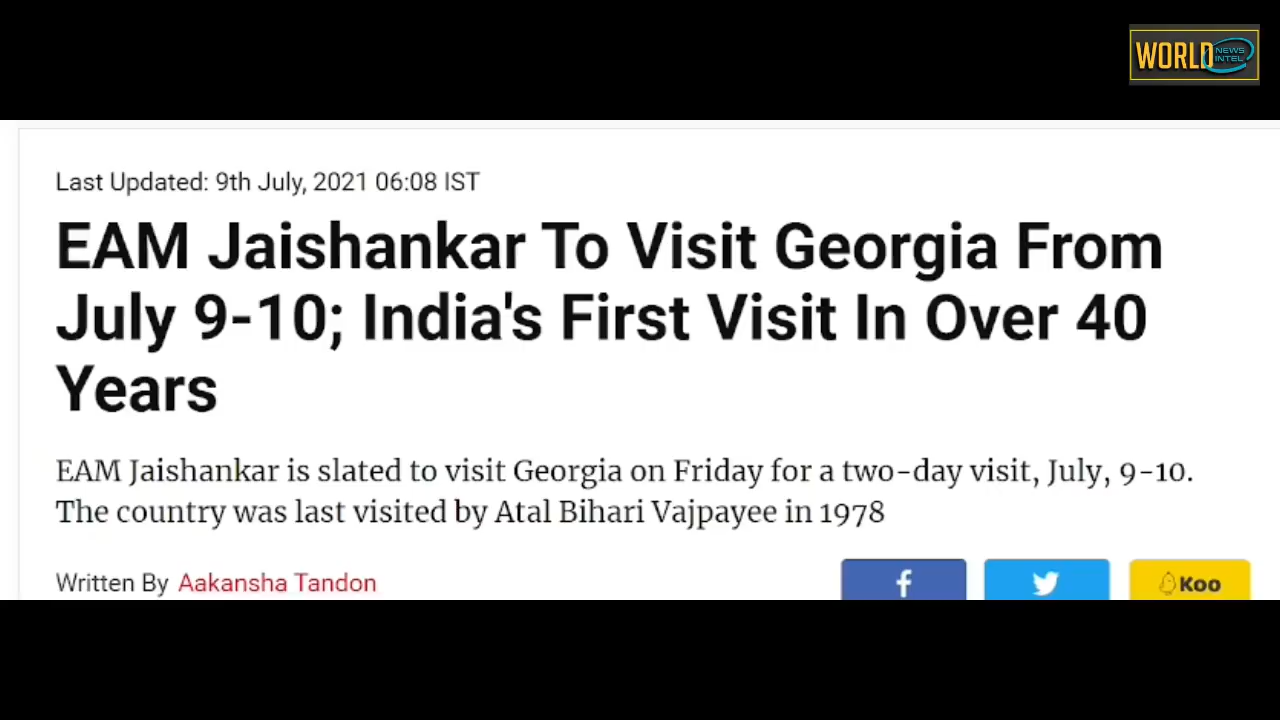 WORLD NEWS INTEL
Last Updated: 9th July, 2021 06:08 IST
EAM Jaishankar To Visit Georgia From
July 9-10; India's First Visit In Over 40
Years
EAM Jaishankar is slated to visit Georgia on Friday for a two-day visit, July, 9-10.
The country was last visited by Atal Bihari Vajpayee in 1978
Written By Aakansha Tandon
Koo